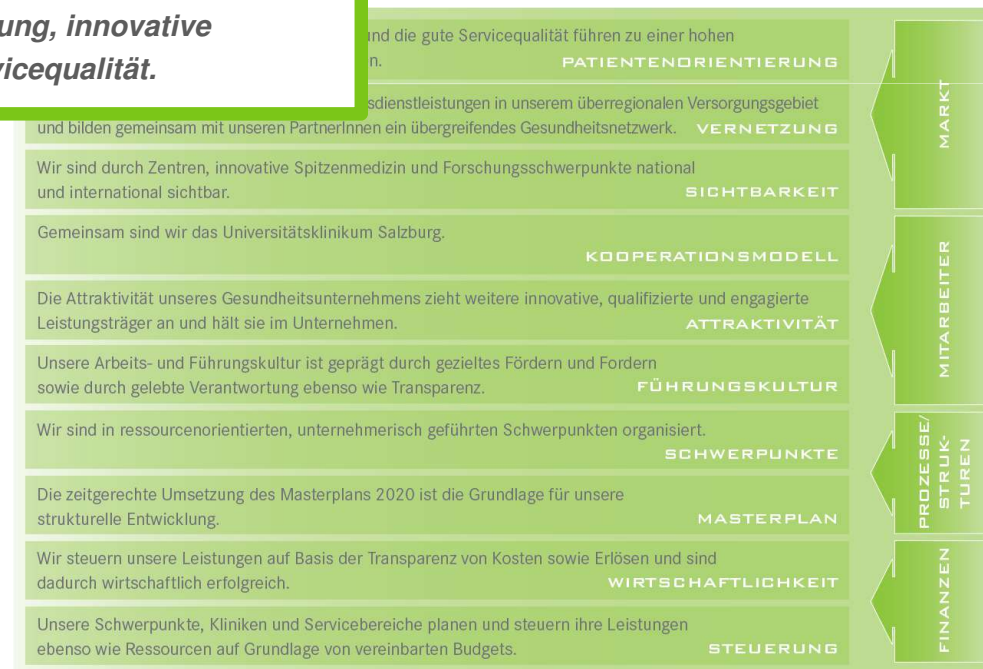 ung, innovative
vicequalität.
und die gute Servicequalität führen zu einer hohen
n. PATIENTENORIENTIERUNG
sdienstleistungen in unserem überregionalen Versorgungsgebiet
und bilden gemeinsam mit unseren PartnerInnen ein übergreifendes Gesundheitsnetzwerk. VERNETZUNG
Wir sind durch Zentren, innovative Spitzenmedizin und Forschungsschwerpunkte national
und international sichtbar. SICHTBARKEIT
MARKT
Gemeinsam sind wir das Universitätsklinikum Salzburg.
KOOPERATIONSMODELL
Die Attraktivität unseres Gesundheitsunternehmens zieht weitere innovative, qualifizierte und engagierte
Leistungsträger an und hält sie im Unternehmen. ATTRAKTIVITÄT
Unsere Arbeits- und Führungskultur ist geprägt durch gezieltes Fördern und Fordern
sowie durch gelebte Verantwortung ebenso wie Transparenz. FÜHRUNGSKULTUR
MITARBEITER
Wir sind in ressourcenorientierten, unternehmerisch geführten Schwerpunkten organisiert.
SCHWERPUNKTE
Die zeitgerechte Umsetzung des Masterplans 2020 ist die Grundlage für unsere
strukturelle Entwicklung. MASTERPLAN
PROZESSE/
STRUK-
TUREN
Wir steuern unsere Leistungen auf Basis der Transparenz von Kosten sowie Erlösen und sind
dadurch wirtschaftlich erfolgreich. WIRTSCHAFTLICHKEIT
Unsere Schwerpunkte, Kliniken und Servicebereiche planen und steuern ihre Leistungen
ebenso wie Ressourcen auf Grundlage von vereinbarten Budgets. STEUERUNG
FINANZEN